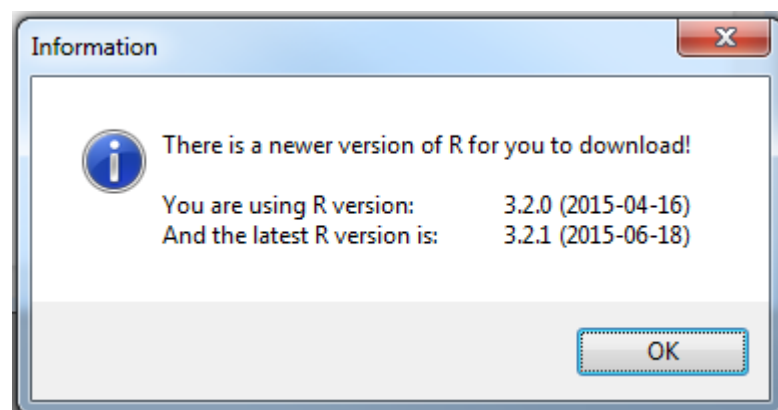 Information
There is a newer version of R for you to download!
You are using R version: 3.2.0 (2015-04-16)
And the latest R version is: 3.2.1 (2015-06-18)
OK